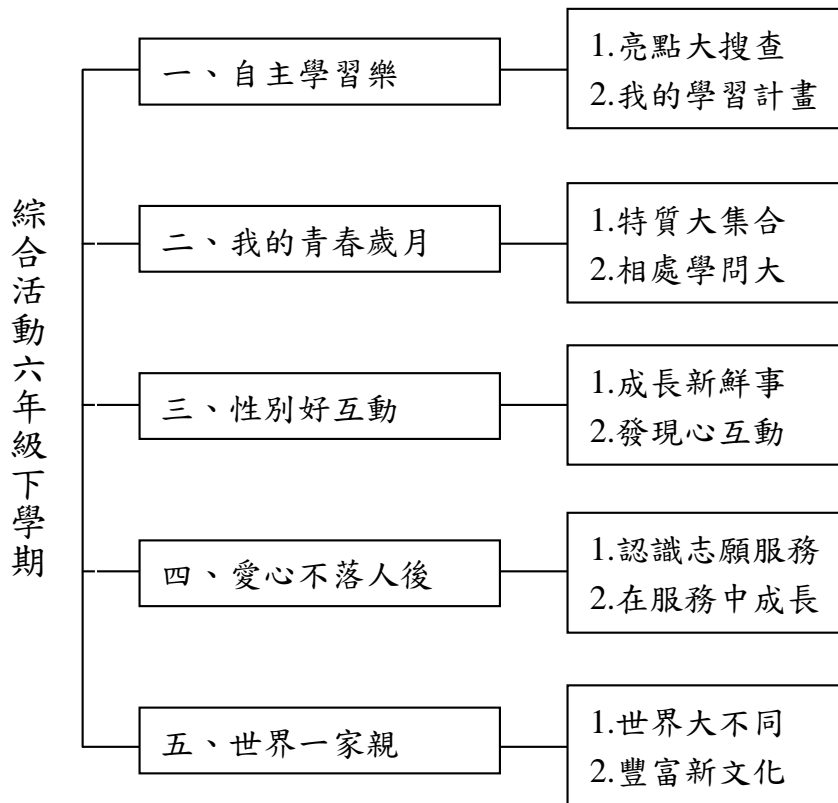 綜合活動六年級下學期
一、自主學習樂
1.亮點大搜查
2.我的學習計畫
二、我的青春歲月
1.特質大集合
2.相處學問大
三、性別好互動
1.成長新鮮事
2.發現心互動
四、愛心不落人後
1.認識志願服務
2.在服務中成長
五、世界一家親
1.世界大不同
2.豐富新文化